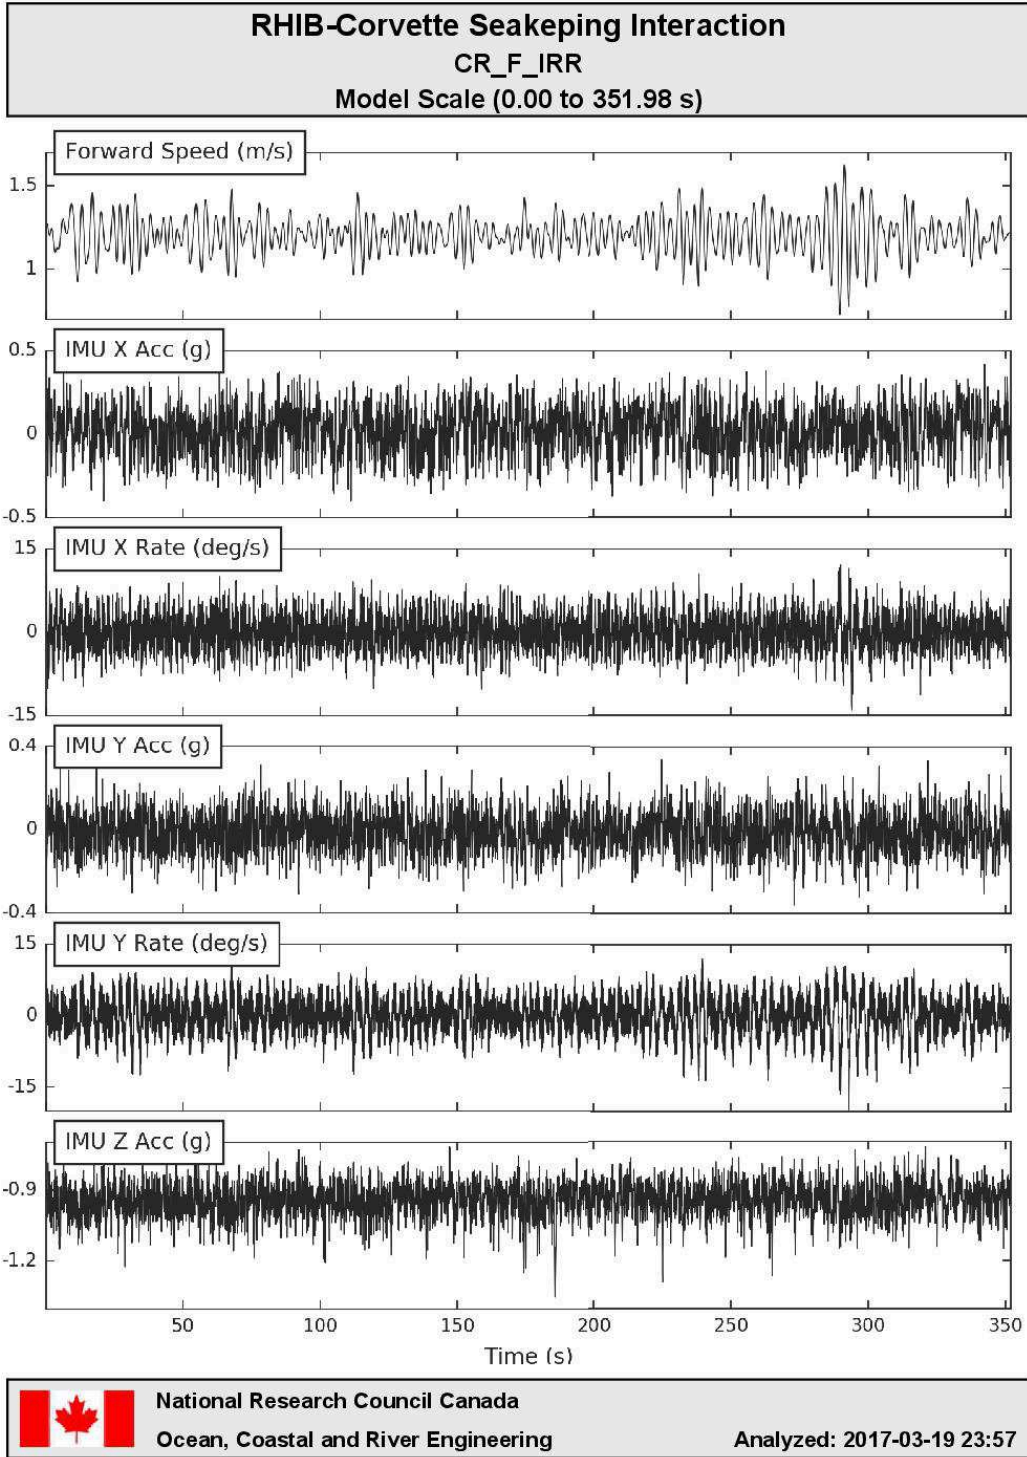 RHIB-Corvette Seakeping Interaction
CR_F_IRR
Model Scale (0.00 to 351.98 s)
Forward Speed (m/s)
1.5
1
IMU X Acc (g)
0.5
0
-0.5
IMU X Rate (deg/s)
15
0
-15
IMU Y Acc (g)
0.4
0
-0.4
IMU Y Rate (deg/s)
15
0
-15
IMU Z Acc (g)
-0.9
-1.2
50 100 150 200 250 300 350
Time (s)
National Research Council Canada
Ocean, Coastal and River Engineering Analyzed: 2017-03-19 23:57